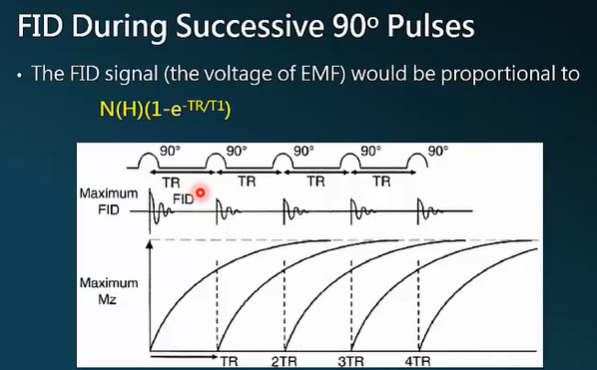 FID During Successive 90º Pulses
• The FID signal (the voltage of EMF) would be proportional to
N(H)(1-e-TR/T1)
90° 90° 90° 90° 90°
TR TR TR TR
Maximum
FID
FID
Maximum
Mz
TR 2TR 3TR 4TR